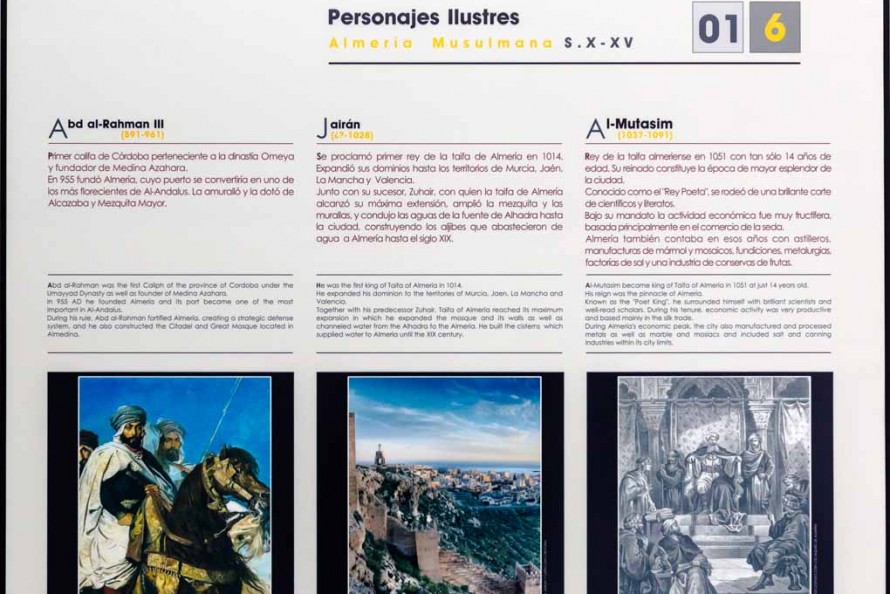 Personajes Ilustres
Almería Musulmana S.X-XV
01 6
Abd al-Rahman III
(891-961)
Primer califa de Córdoba perteneciente a la dinastía Omeya
y fundador de Medina Azahara.
En 955 fundó Almería, cuyo puerto se convertiría en uno de
los más florecientes de Al-Andalus. La amuralló y la dotó de
Alcazaba y Mezquita Mayor.
Abd al-Rahman was the first Caliph of the province of Cordoba under the
Umayyad Dynasty as well as founder of Medina Azahara.
In 955 AD he founded Almeria and its port became one of the most
important in Al-Andalus.
During his rule, Abd al-Rahman fortified Almeria, creating a strategic defense
system, and he also constructed the Citadel and Great Mosque located in
Almedina.
Jairán
(¿?-1028)
Se proclamó primer rey de la taifa de Almería en 1014.
Expandió sus dominios hasta los territorios de Murcia, Jaén,
La Mancha y Valencia.
Junto con su sucesor, Zuhair, con quien la taifa de Almería
alcanzó su máxima extensión, amplió la mezquita y las
murallas, y condujo las aguas de la fuente de Alhadra hasta
la ciudad, construyendo los aljibes que abastecieron de
agua a Almería hasta el siglo XIX.
He was the first king of Taifa of Almeria in 1014.
He expanded his dominion to the territories of Murcia, Jaen, La Mancha and
Valencia.
Together with his predecessor Zuhair, Taifa of Almeria reached its maximum
expansion in which he expanded the mosque and its walls as well as
channeled water from the Alhadra to the Almeria. He built the cisterns which
supplied water to Almeria until the XIX century.
Al-Mutasim
(1037-1091)
Rey de la taifa almeriense en 1051 con tan sólo 14 años de
edad. Su reinado constituye la época de mayor esplendor de
la ciudad.
Conocido como el "Rey Poeta", se rodeó de una brillante corte
de científicos y literatos.
Bajo su mandato la actividad económica fue muy fructífera,
basada principalmente en el comercio de la seda.
Almería también contaba en esos años con astilleros,
manufacturas de mármol y mosaicos, fundiciones, metalurgias,
factorías de sal y una industria de conservas de frutas.
Al-Mutasim became king of Taifa of Almeria in 1051 at just 14 years old.
His reign was the pinnacle of Almeria.
Known as the "Poet King", he surrounded himself with brilliant scientists and
well-read scholars. During his tenure, economic activity was very productive
and based mainly in the silk trade.
During Almeria's economic peak, the city also manufactured and processed
metals as well as marble and mosiacs and included salt and canning
industries within its city limits.